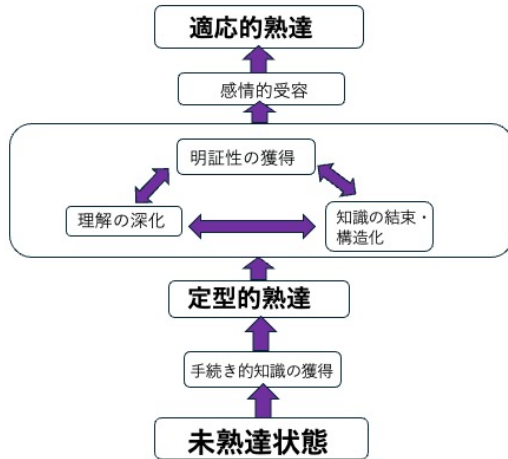 適応的熟達
感情的受容
明証性の獲得
理解の深化
知識の結束・
構造化
定型的熟達
手続き的知識の獲得
未熟達状態